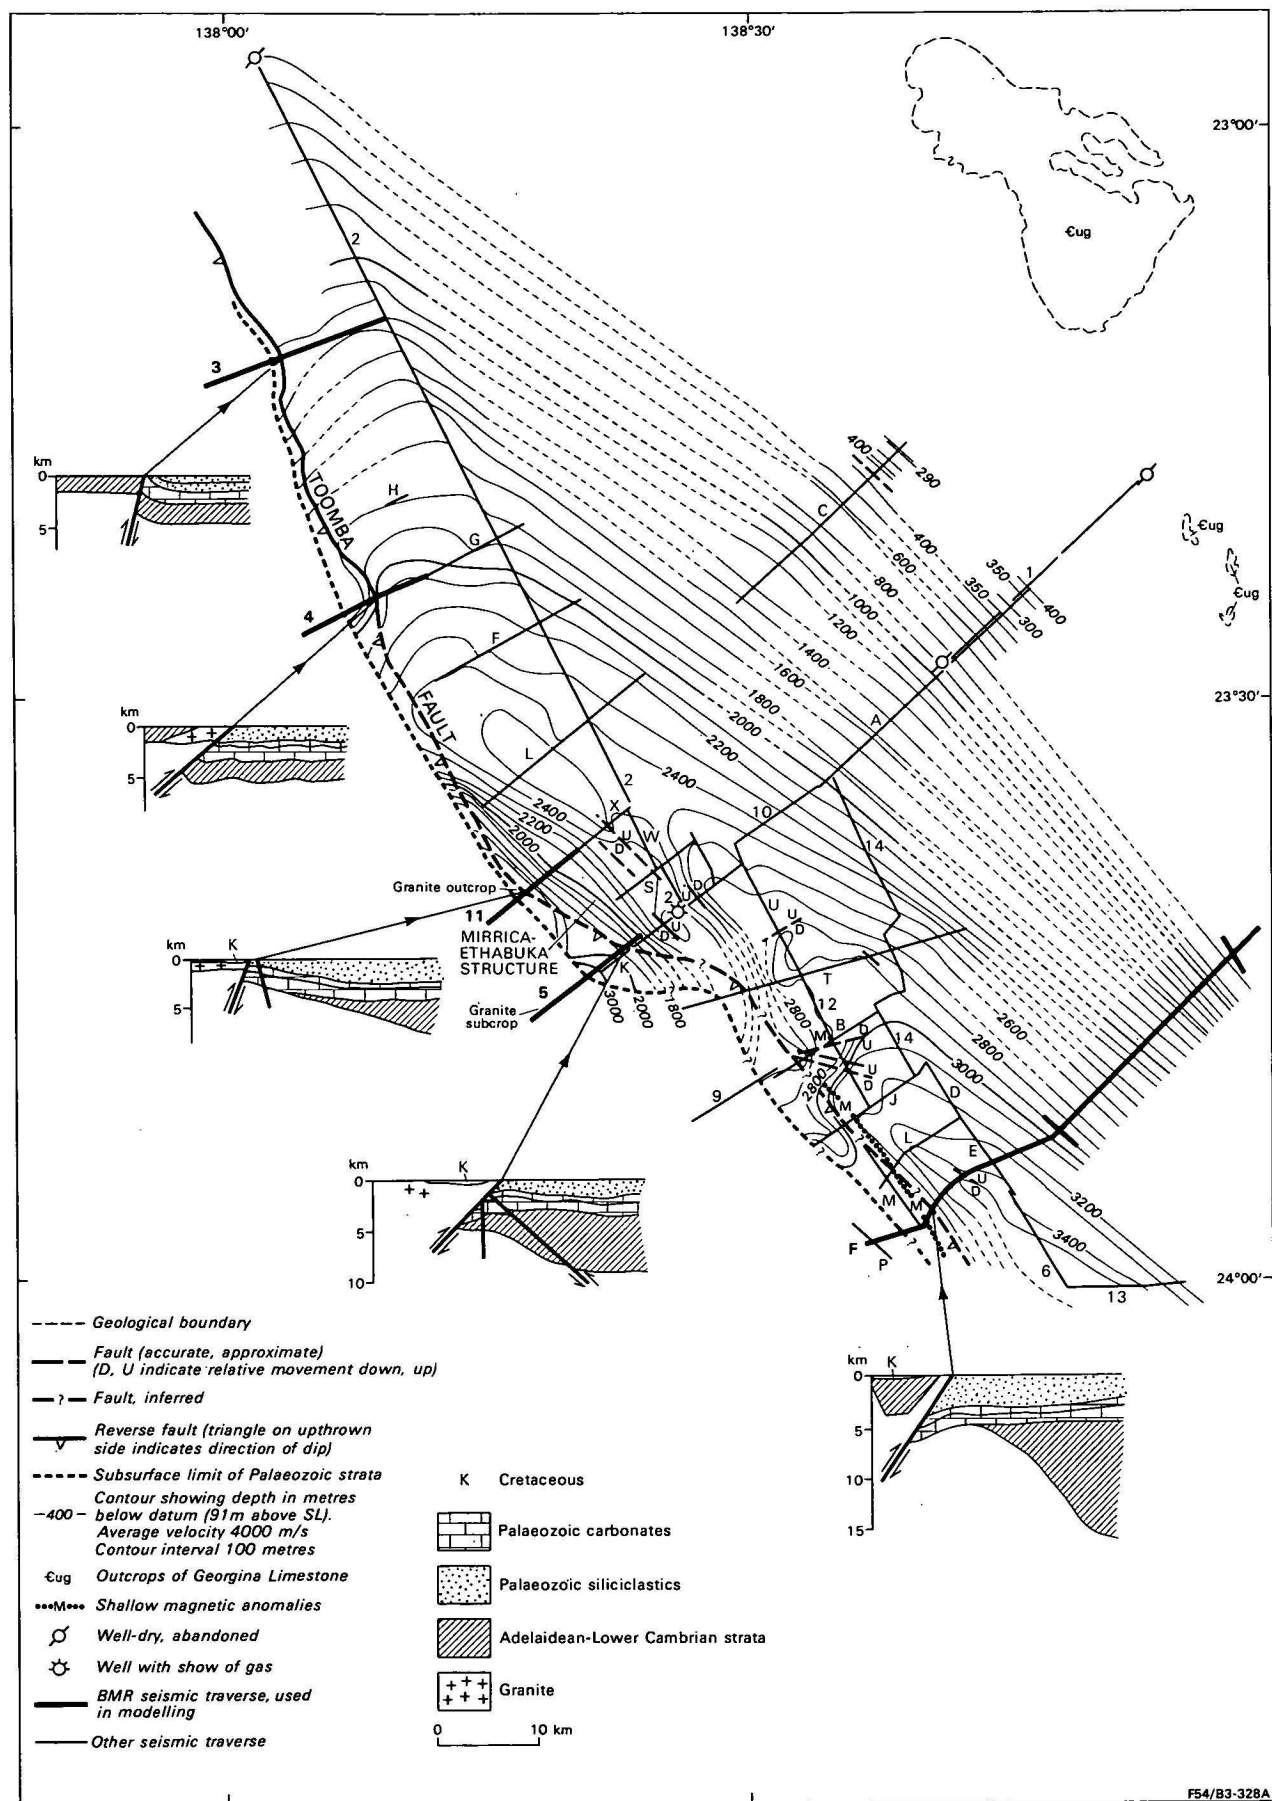 138°00'
138°30'
23°00'
€ug
2
3
400
290
C
km
0
5
TOOMBA
H
G
4
F
400
600
800
1000
1200
350
350
1
400
300
€ug
€ug
1400
1600
1800
2000
2200
2400
A
23°30'
FAULT
km
0
5
L
2
2400
2200
2000
X
U
D
W
10
14
S
2
U
D
U
D
Granite outcrop
11
MIRRICA-
ETHABUKA
STRUCTURE
K
5
Granite
subcrop
3000
2000
1800
?
U
U
D
T
12
2800
2600
2800
3000
km
K
0
5
M
B
D
U
14
U
D
2800
9
M
J
D
L
E
U
D
M
M
?
F
P
3200
3400
6
13
24°00'
km
K
0
5
10
km
K
0
5
10
15
Geological boundary
Fault (accurate, approximate)
(D, U indicate relative movement down, up)
? Fault, inferred
Reverse fault (triangle on upthrown
side indicates direction of dip)
Subsurface limit of Palaeozoic strata
–400– Contour showing depth in metres
below datum (91m above SL).
Average velocity 4000 m/s
Contour interval 100 metres
€ug Outcrops of Georgina Limestone
•••M••• Shallow magnetic anomalies
Well-dry, abandoned
Well with show of gas
BMR seismic traverse, used
in modelling
Other seismic traverse
K Cretaceous
Palaeozoic carbonates
Palaeozoic siliciclastics
Adelaidean-Lower Cambrian strata
Granite
0 10 km
F54/B3-328A